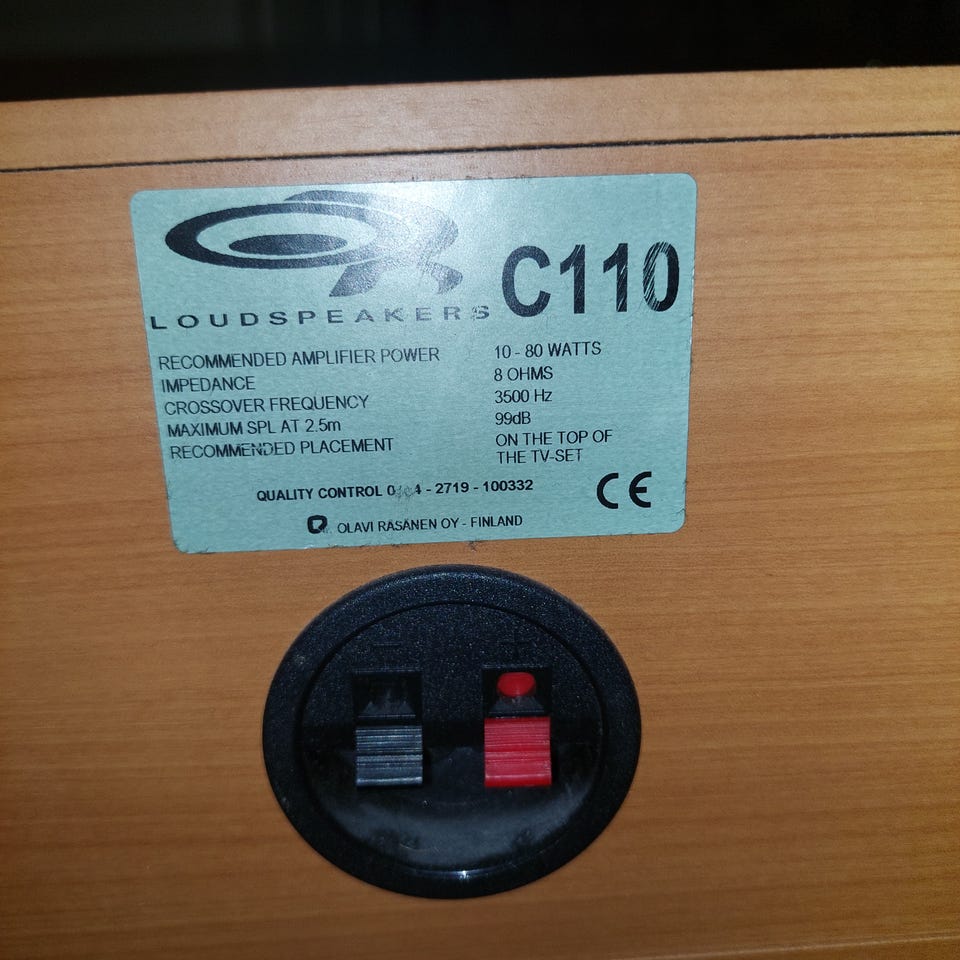 OR
LOUDSPEAKERS C110
RECOMMENDED AMPLIFIER POWER 10 - 80 WATTS
IMPEDANCE 8 OHMS
CROSSOVER FREQUENCY 3500 Hz
MAXIMUM SPL AT 2.5m 99dB
RECOMMENDED PLACEMENT ON THE TOP OF
THE TV-SET
QUALITY CONTROL - 2719 - 100332
CE
OLAVI RÄSÄNEN OY - FINLAND
- +